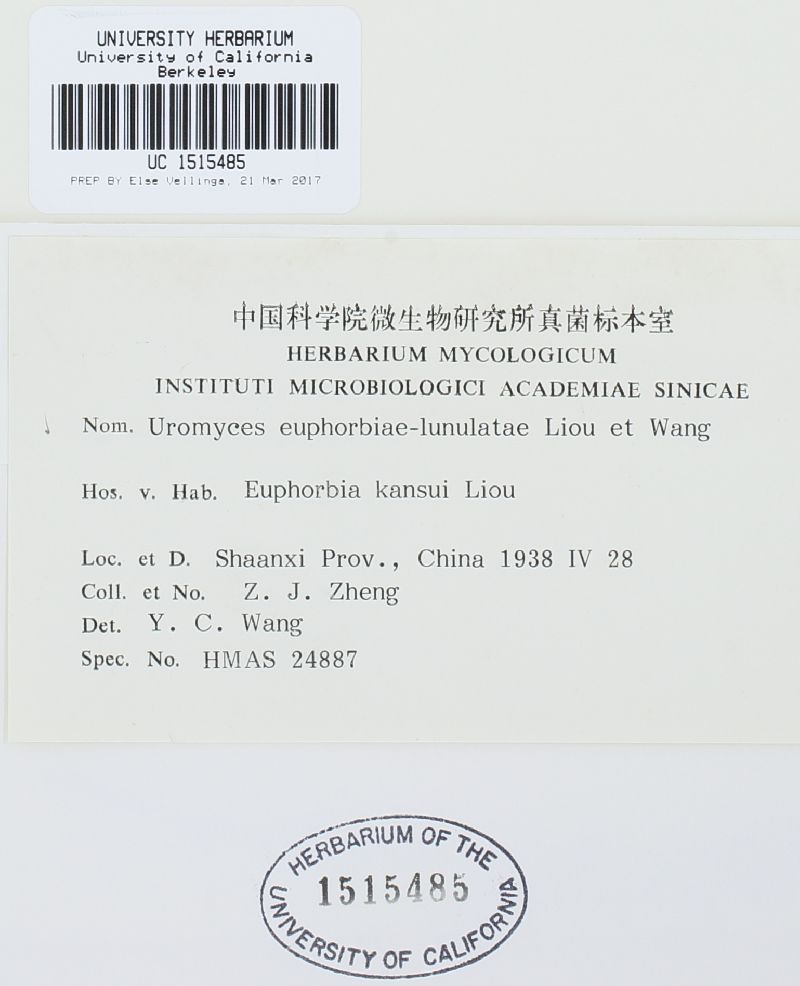 UNIVERSITY HERBARIUM
University of California
Berkeley
UC 1515485
PREP BY Else Vellinga, 21 Mar 2017
中国科学院微生物研究所真菌标本室
HERBARIUM MYCOLOGICUM
INSTITUTI MICROBIOLOGICI ACADEMIAE SINICAE
Nom. Uromyces euphorbiae-lunulatae Liou et Wang
Hos. v. Hab. Euphorbia kansui Liou
Loc. et D. Shaanxi Prov., China 1938 IV 28
Coll. et No. Z. J. Zheng
Det. Y. C. Wang
Spec. No. HMAS 24887
HERBARIUM OF THE
1515485
UNIVERSITY OF CALIFORNIA